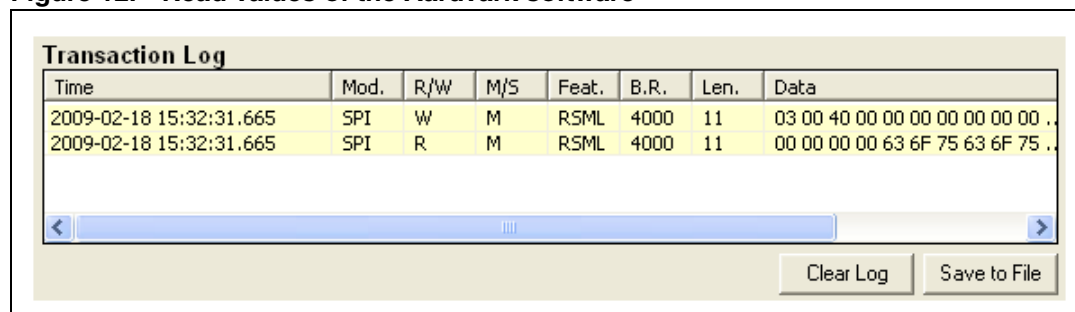 Figure 12. Read values of the Aardvark software
Transaction Log
Time Mod. R/W M/S Feat. B.R. Len. Data
2009-02-18 15:32:31.665 SPI W M RSML 4000 11 03 00 40 00 00 00 00 00 00 00 ..
2009-02-18 15:32:31.665 SPI R M RSML 4000 11 00 00 00 00 63 6F 75 63 6F 75 ..
Clear Log Save to File